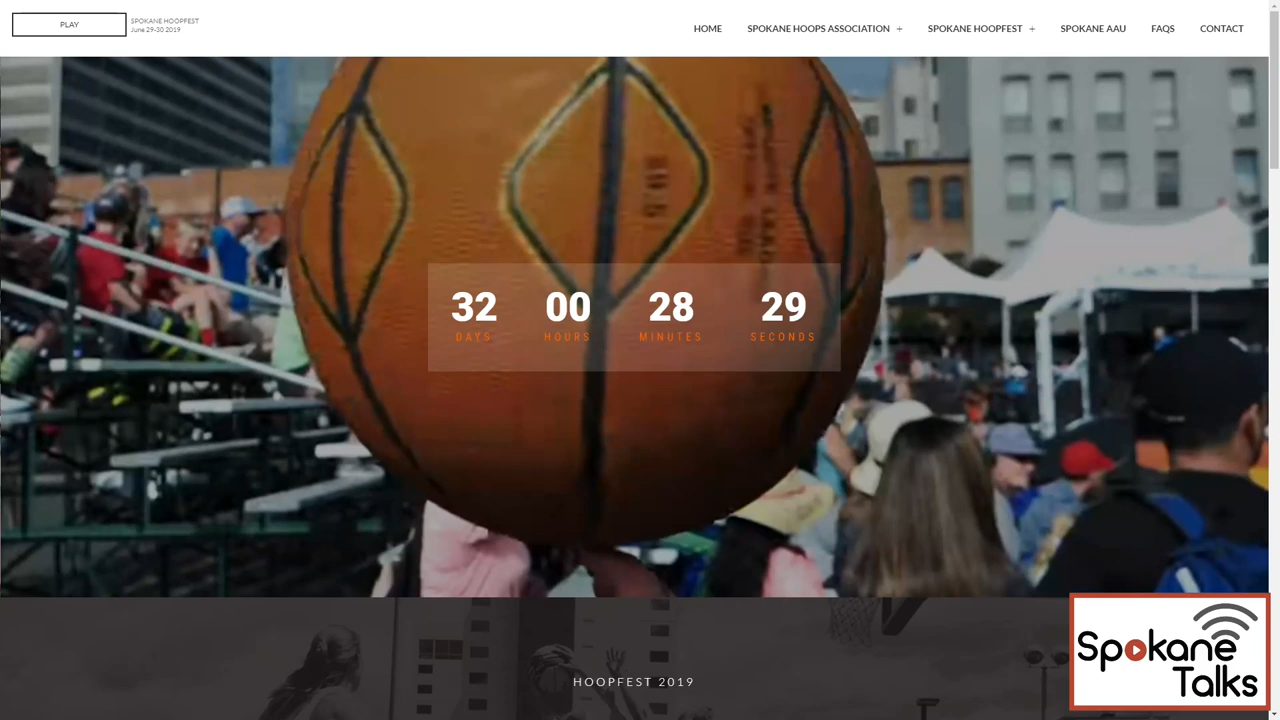 PLAY
SPOKANE HOOPFEST
June 29-30 2019
HOME
SPOKANE HOOPS ASSOCIATION +
SPOKANE HOOPFEST +
SPOKANE AAU
FAQS
CONTACT
32 00 28 29
DAYS HOURS MINUTES SECONDS
HOOPFEST 2019
Spokane
Talks